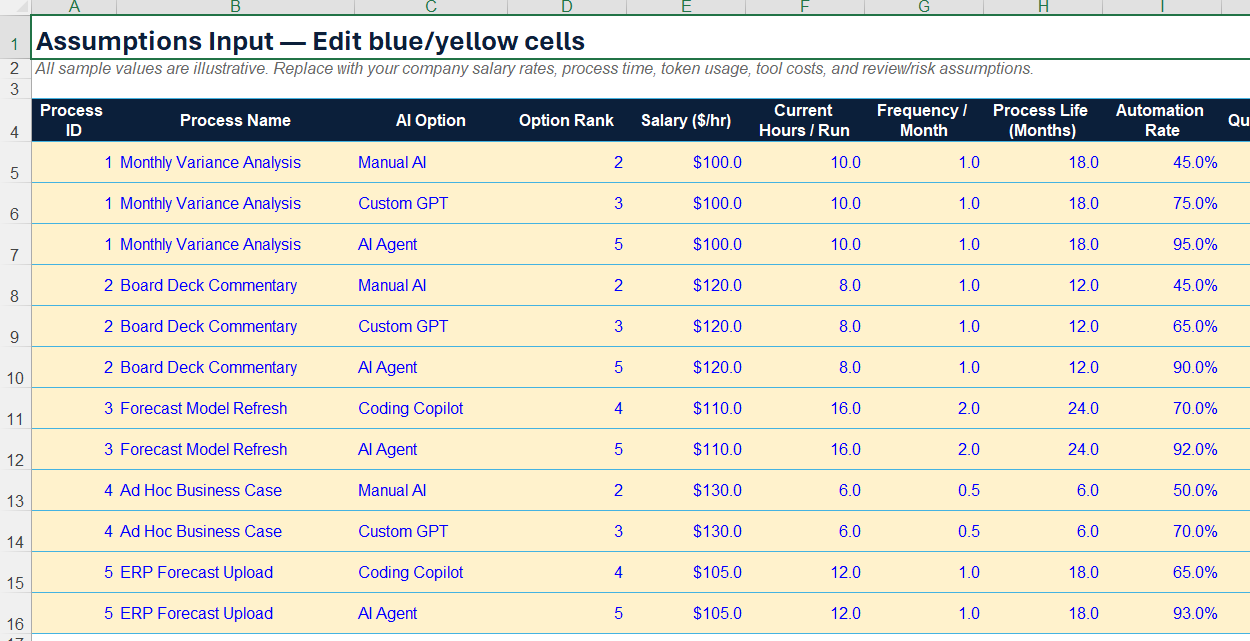 A B C D E F G H I
1 Assumptions Input — Edit blue/yellow cells
2 All sample values are illustrative. Replace with your company salary rates, process time, token usage, tool costs, and review/risk assumptions.
3
4 Process ID Process Name AI Option Option Rank Salary ($/hr) Current Hours / Run Frequency / Month Process Life (Months) Automation Rate Qu
5 1 Monthly Variance Analysis Manual AI 2 $100.0 10.0 1.0 18.0 45.0%
6 1 Monthly Variance Analysis Custom GPT 3 $100.0 10.0 1.0 18.0 75.0%
7 1 Monthly Variance Analysis AI Agent 5 $100.0 10.0 1.0 18.0 95.0%
8 2 Board Deck Commentary Manual AI 2 $120.0 8.0 1.0 12.0 45.0%
9 2 Board Deck Commentary Custom GPT 3 $120.0 8.0 1.0 12.0 65.0%
10 2 Board Deck Commentary AI Agent 5 $120.0 8.0 1.0 12.0 90.0%
11 3 Forecast Model Refresh Coding Copilot 4 $110.0 16.0 2.0 24.0 70.0%
12 3 Forecast Model Refresh AI Agent 5 $110.0 16.0 2.0 24.0 92.0%
13 4 Ad Hoc Business Case Manual AI 2 $130.0 6.0 0.5 6.0 50.0%
14 4 Ad Hoc Business Case Custom GPT 3 $130.0 6.0 0.5 6.0 70.0%
15 5 ERP Forecast Upload Coding Copilot 4 $105.0 12.0 1.0 18.0 65.0%
16 5 ERP Forecast Upload AI Agent 5 $105.0 12.0 1.0 18.0 93.0%